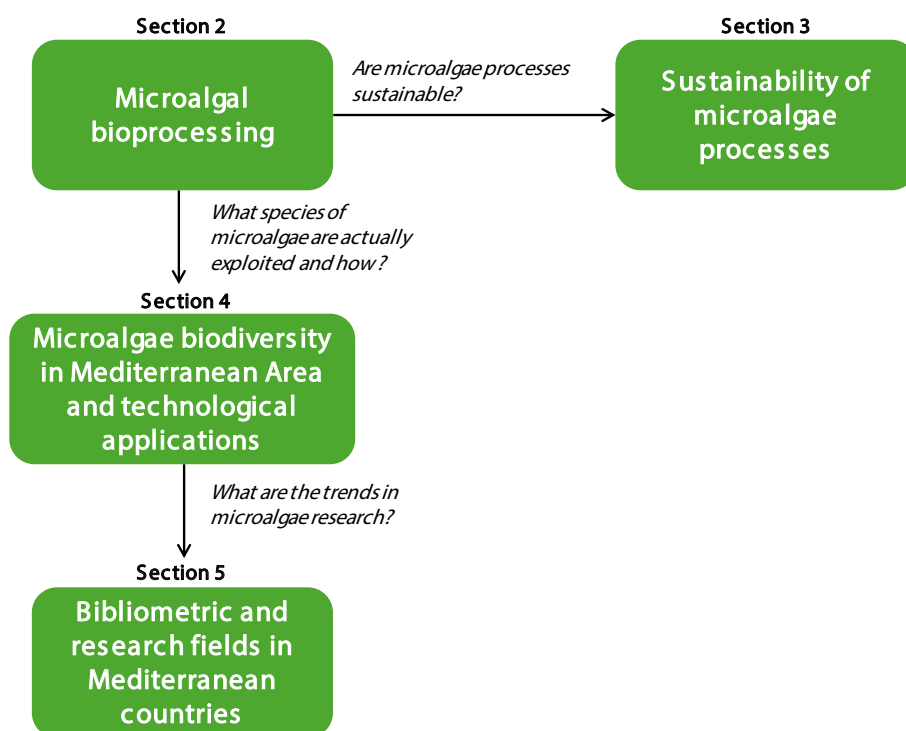 Section 2
Microalgal
bioprocessing
Are microalgae processes
sustainable?
Section 3
Sustainability of
microalgae
processes
What species of
microalgae are actually
exploited and how?
Section 4
Microalgae biodiversity
in Mediterranean Area
and technological
applications
What are the trends in
microalgae research?
Section 5
Bibliometric and
research fields in
Mediterranean
countries